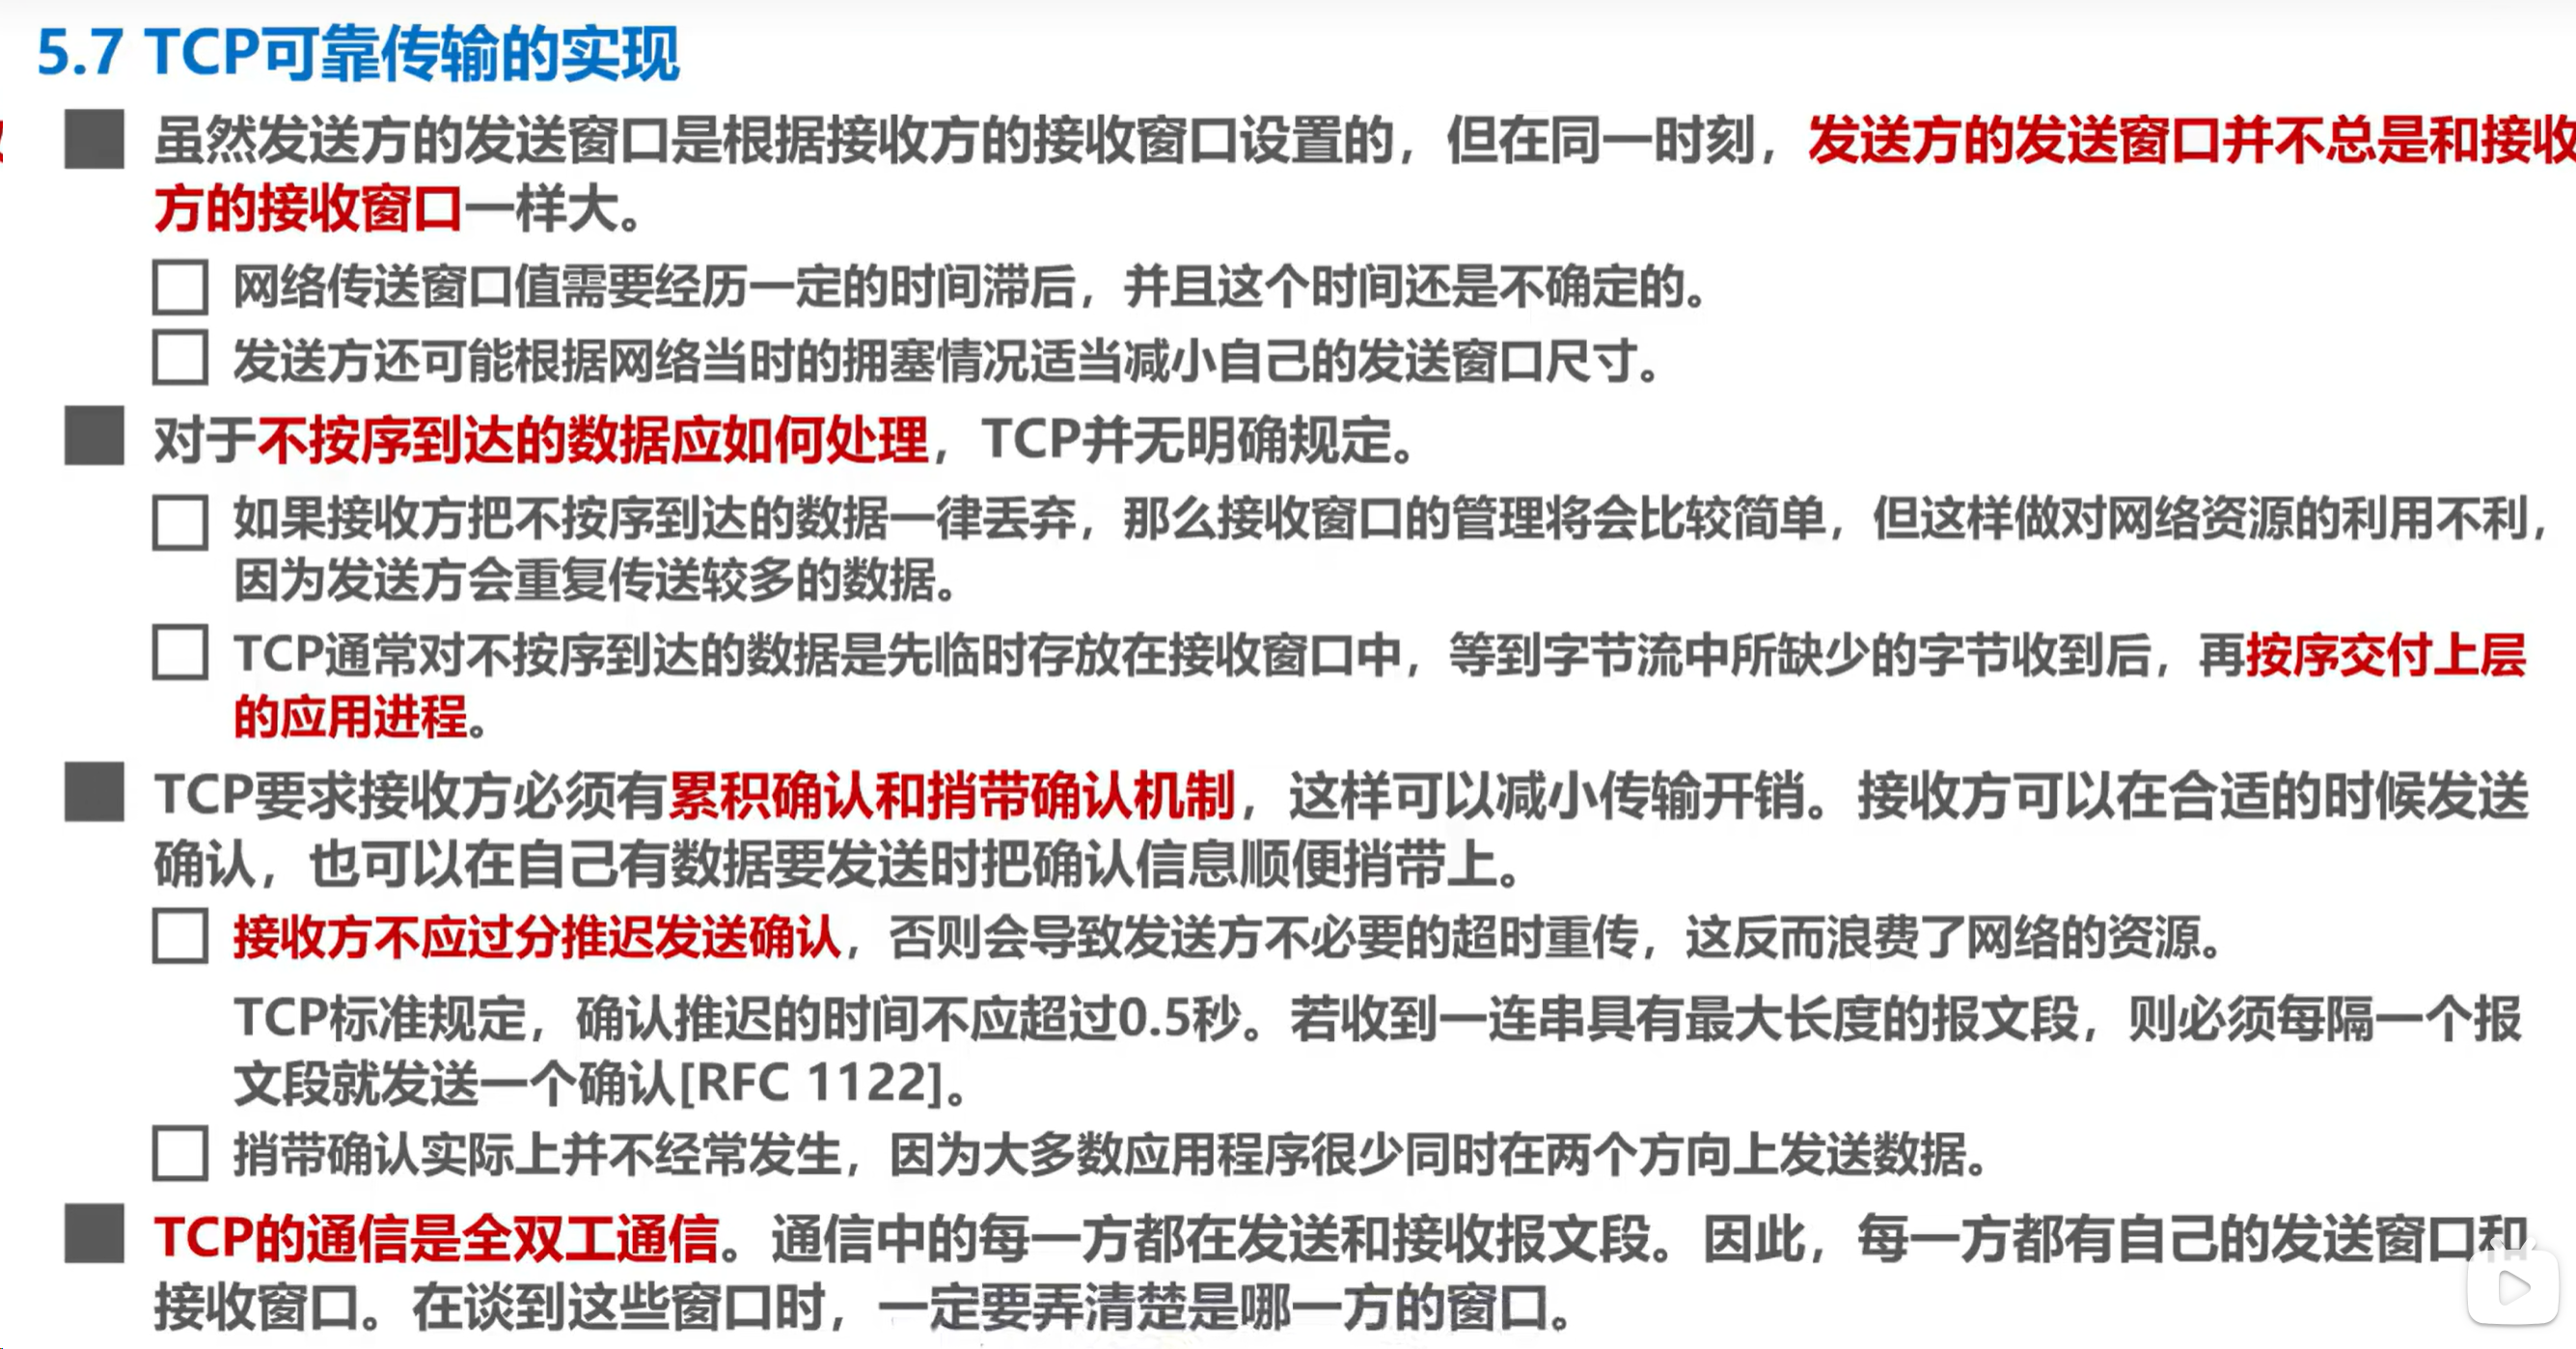 5.7 TCP可靠传输的实现
虽然发送方的发送窗口是根据接收方的接收窗口设置的，但在同一时刻，发送方的发送窗口并不总是和接收
方的接收窗口一样大。
网络传送窗口值需要经历一定的时间滞后，并且这个时间还是不确定的。
发送方还可能根据网络当时的拥塞情况适当减小自己的发送窗口尺寸。
对于不按序到达的数据应如何处理，TCP并无明确规定。
如果接收方把不按序到达的数据一律丢弃，那么接收窗口的管理将会比较简单，但这样做对网络资源的利用不利，
因为发送方会重复传送较多的数据。
TCP通常对不按序到达的数据是先临时存放在接收窗口中，等到字节流中所缺少的字节收到后，再按序交付上层
的应用进程。
TCP要求接收方必须有累积确认和捎带确认机制，这样可以减小传输开销。接收方可以在合适的时候发送
确认，也可以在自己有数据要发送时把确认信息顺便捎带上。
接收方不应过分推迟发送确认，否则会导致发送方不必要的超时重传，这反而浪费了网络的资源。
TCP标准规定，确认推迟的时间不应超过0.5秒。若收到一连串具有最大长度的报文段，则必须每隔一个报
文段就发送一个确认[RFC 1122]。
捎带确认实际上并不经常发生，因为大多数应用程序很少同时在两个方向上发送数据。
TCP的通信是全双工通信。通信中的每一方都在发送和接收报文段。因此，每一方都有自己的发送窗口和
接收窗口。在谈到这些窗口时，一定要弄清楚是哪一方的窗口。